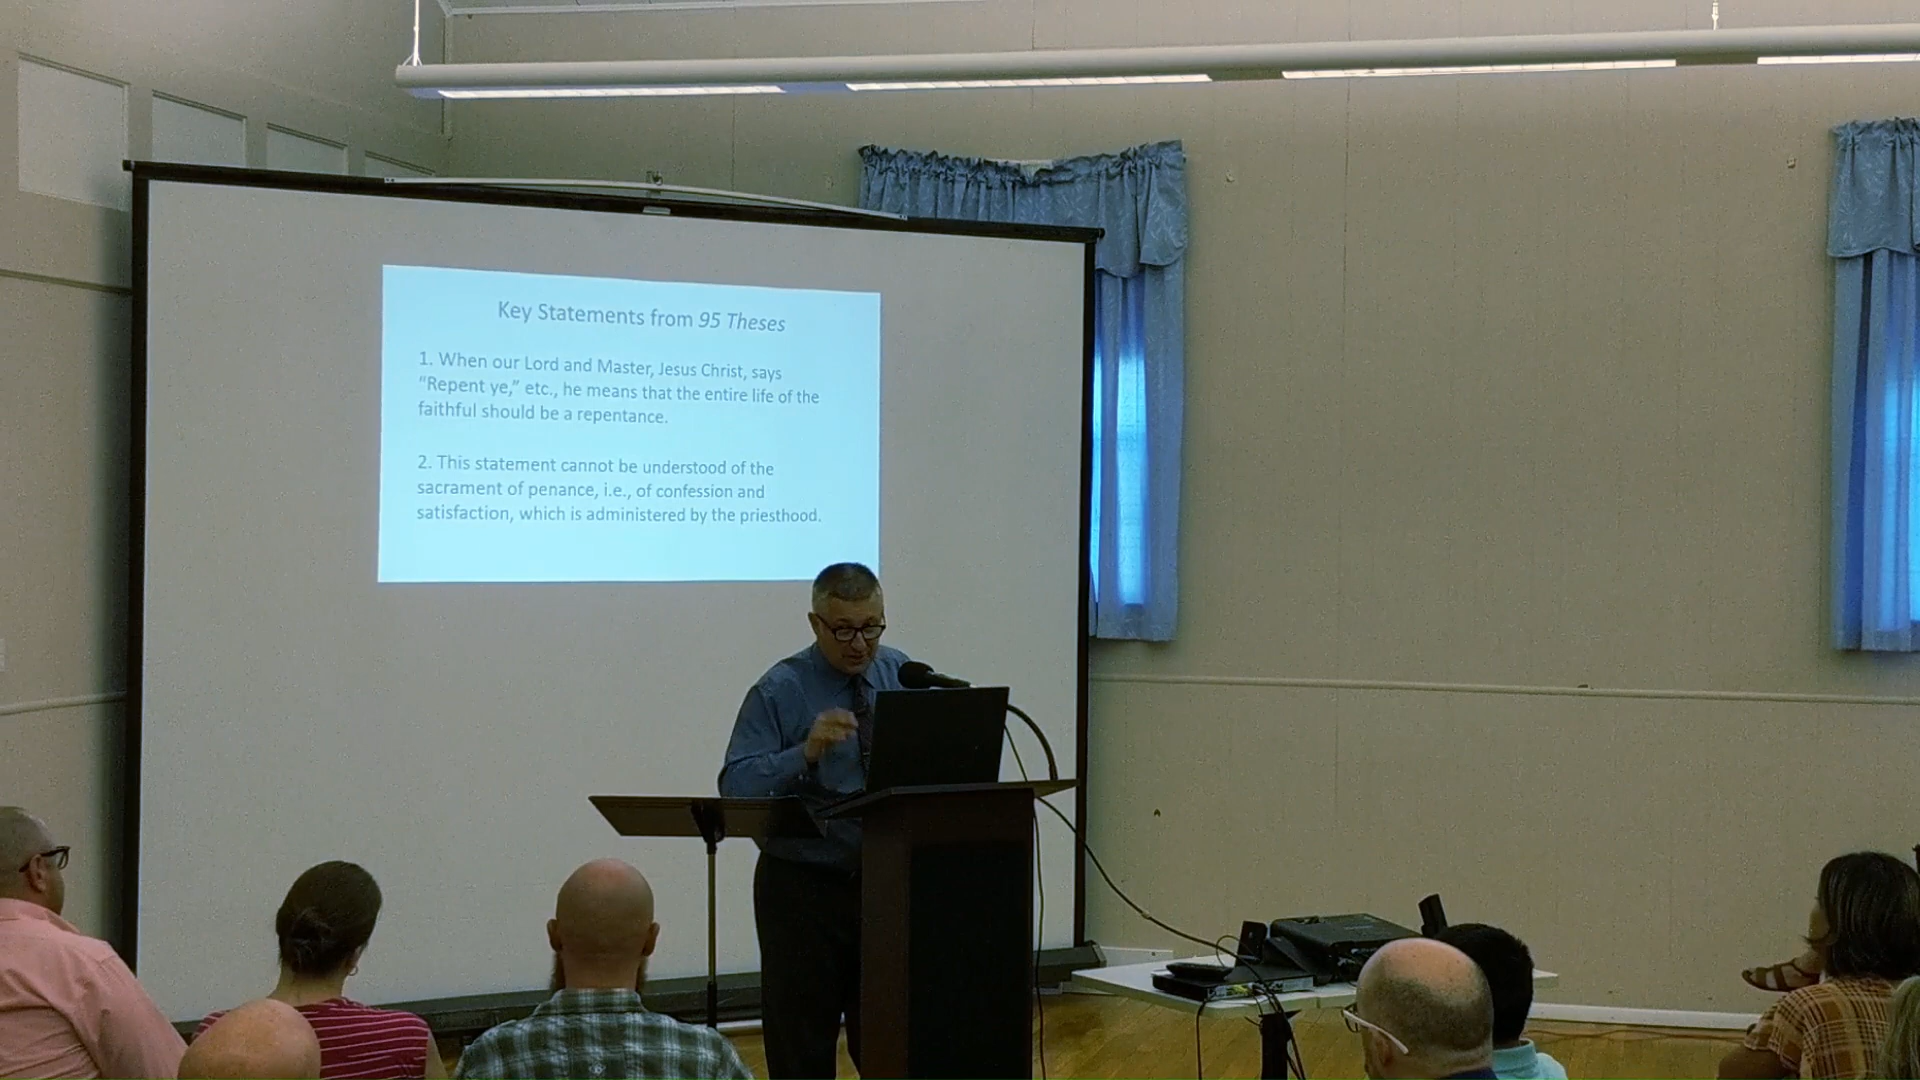 Key Statements from 95 Theses
1. When our Lord and Master, Jesus Christ, says
“Repent ye,” etc., he means that the entire life of the
faithful should be a repentance.
2. This statement cannot be understood of the
sacrament of penance, i.e., of confession and
satisfaction, which is administered by the priesthood.